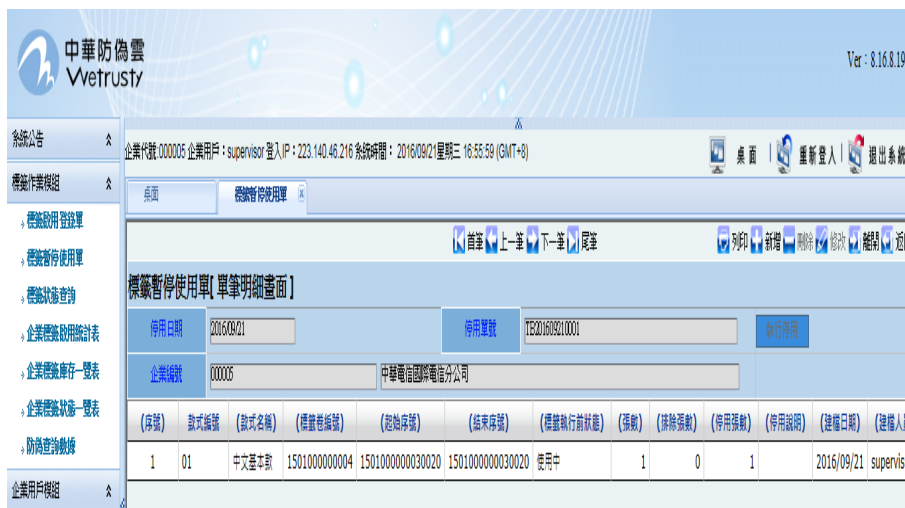 中華防偽雲
Wetrusty
Ver：8.16.8.19
系統公告
企業代號:000005 企業用戶：supervisor 登入IP：223.140.46.216 系統時間： 2016/09/21星期三 16:55:59 (GMT+8)
桌面 | 重新登入 | 退出系統
標籤作業模組
桌面 標籤暫停使用單
標籤啟用登錄單
標籤暫停使用單
標籤狀態查詢
企業標籤啟用統計表
企業標籤庫存一覽表
企業標籤狀態一覽表
防偽查詢數據
企業用戶模組
首筆 上一筆 下一筆 尾筆
列印 新增 刪除 修改 離開
標籤暫停使用單[ 單筆明細畫面 ]
停用日期 2016/09/21 停用單號 TE201609210001 執行停用
企業編號 000005 中華電信國際電信分公司
(序號) 款式編號 (款式名稱) (標籤卷編號) (起始序號) (結束序號) (標籤執行前狀態) (張數) (排除張數) (停用張數) (停用說明) (建檔日期) (建檔人
1 01 中文基本款 1501000000004 1501000000030020 1501000000030020 使用中 1 0 1 2016/09/21 supervis